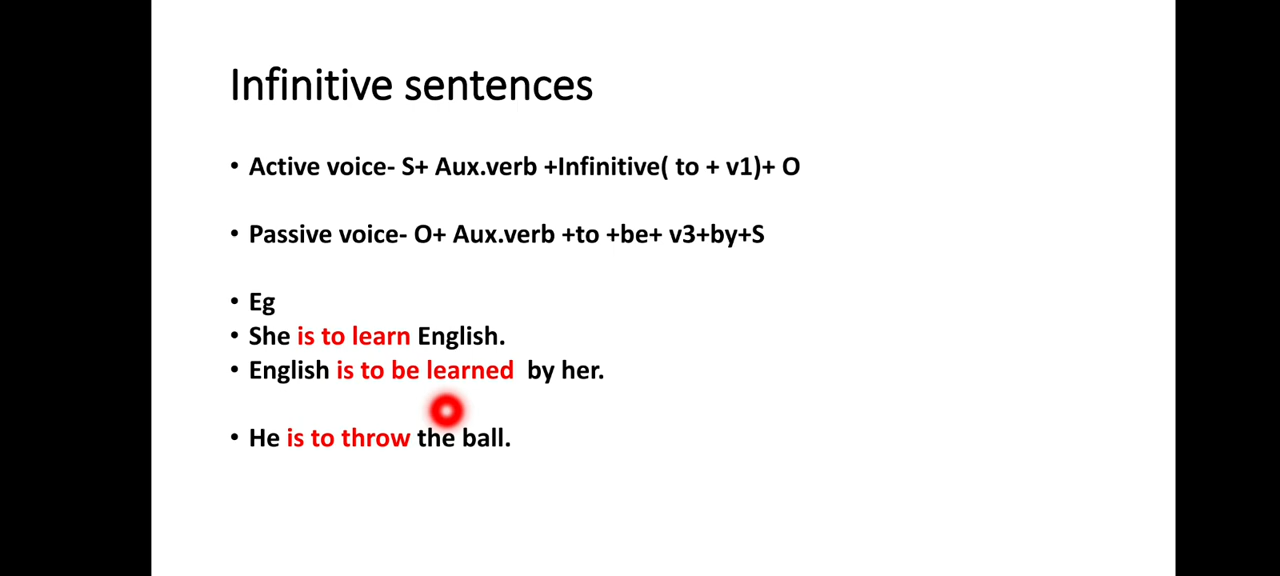 Infinitive sentences
• Active voice- S+ Aux.verb +Infinitive( to + v1)+ O
• Passive voice- O+ Aux.verb +to +be+ v3+by+S
• Eg
• She is to learn English.
• English is to be learned  by her.
• He is to throw the ball.